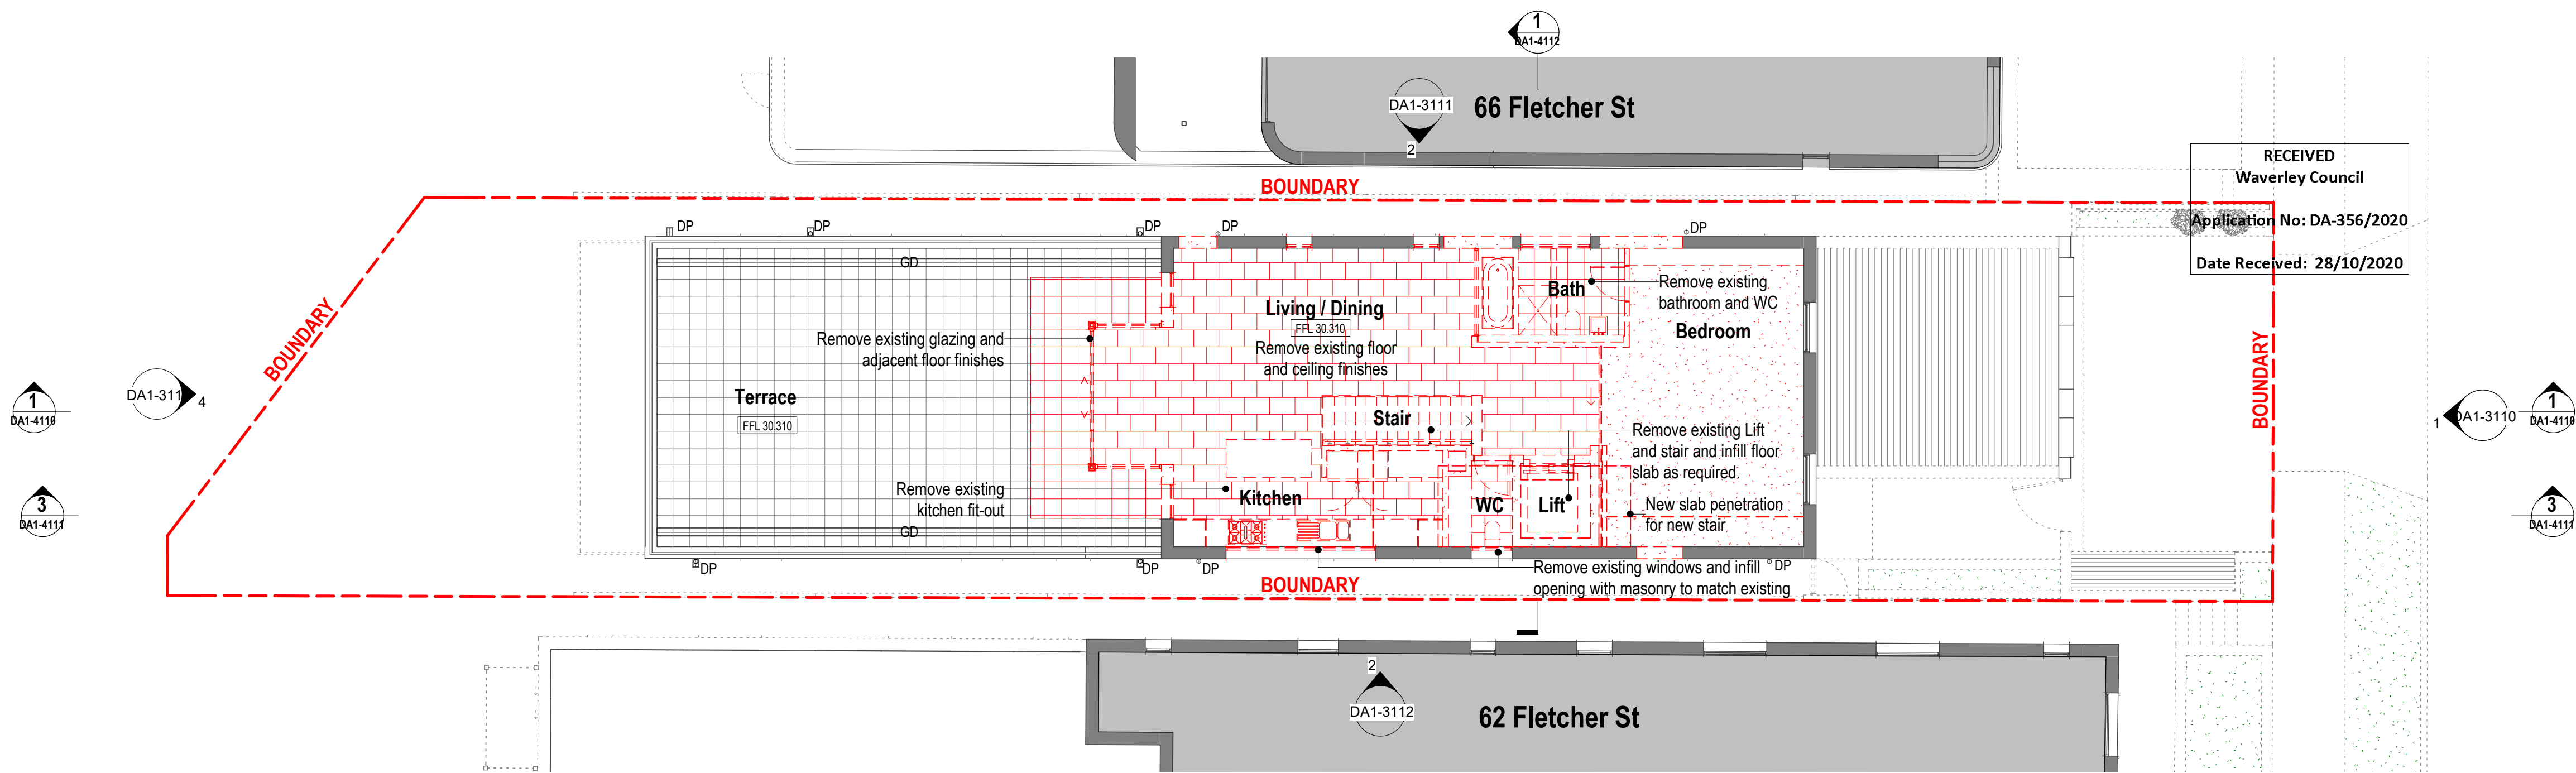 1
DA1-4112
66 Fletcher St
DA1-3111
2
RECEIVED
Waverley Council
Application No: DA-356/2020
Date Received: 28/10/2020
BOUNDARY
DP
DP
DP
DP
DP
GD
Living / Dining
FFL 30.310
Remove existing floor
and ceiling finishes
Bath
Remove existing
bathroom and WC
Bedroom
BOUNDARY
BOUNDARY
Remove existing glazing and
adjacent floor finishes
Terrace
FFL 30.310
1
DA1-4110
DA1-311
4
Stair
Remove existing Lift
and stair and infill floor
slab as required.
1
DA1-3110
1
DA1-4110
Remove existing
kitchen fit-out
Kitchen
WC
Lift
New slab penetration
for new stair
3
DA1-4111
3
DA1-4111
GD
DP
DP
DP
DP
Remove existing windows and infill
opening with masonry to match existing
BOUNDARY
2
DA1-3112
62 Fletcher St